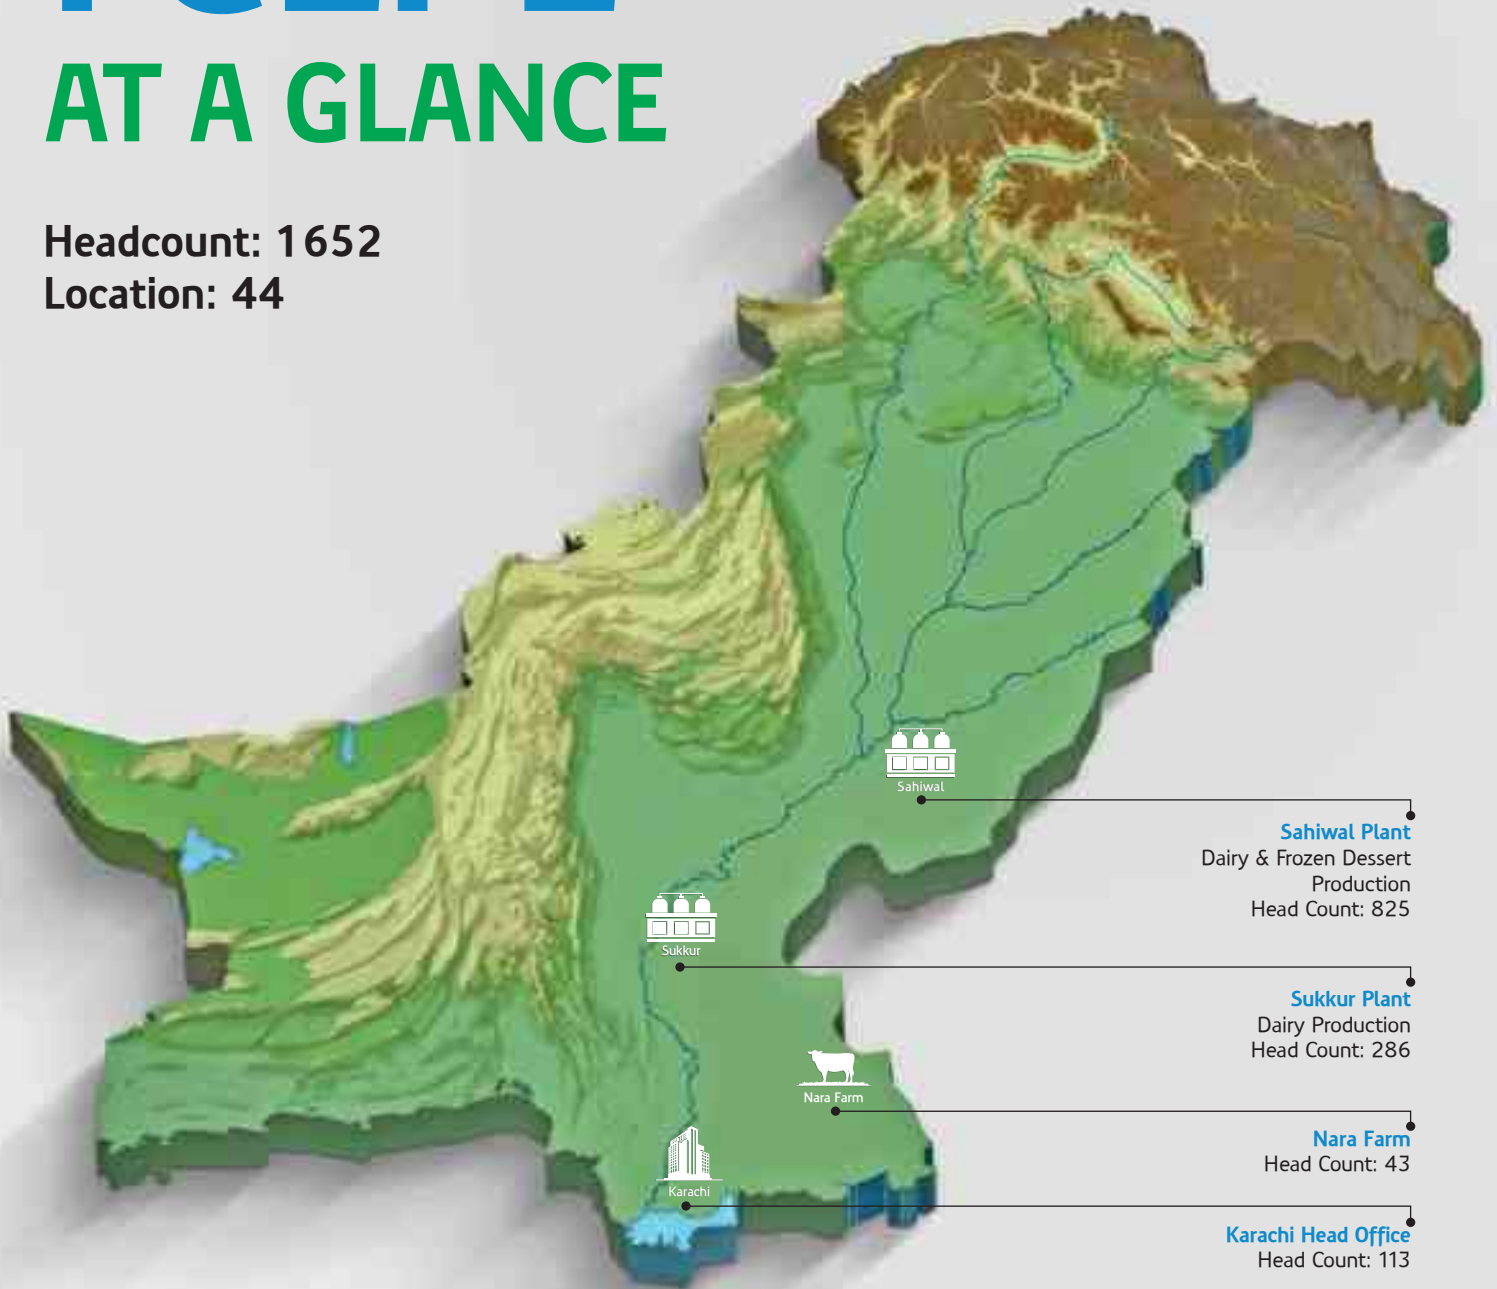 AT A GLANCE
Headcount: 1652
Location: 44
Sahiwal
Sahiwal Plant
Dairy & Frozen Dessert
Production
Head Count: 825
Sukkur
Sukkur Plant
Dairy Production
Head Count: 286
Nara Farm
Nara Farm
Head Count: 43
Karachi
Karachi Head Office
Head Count: 113